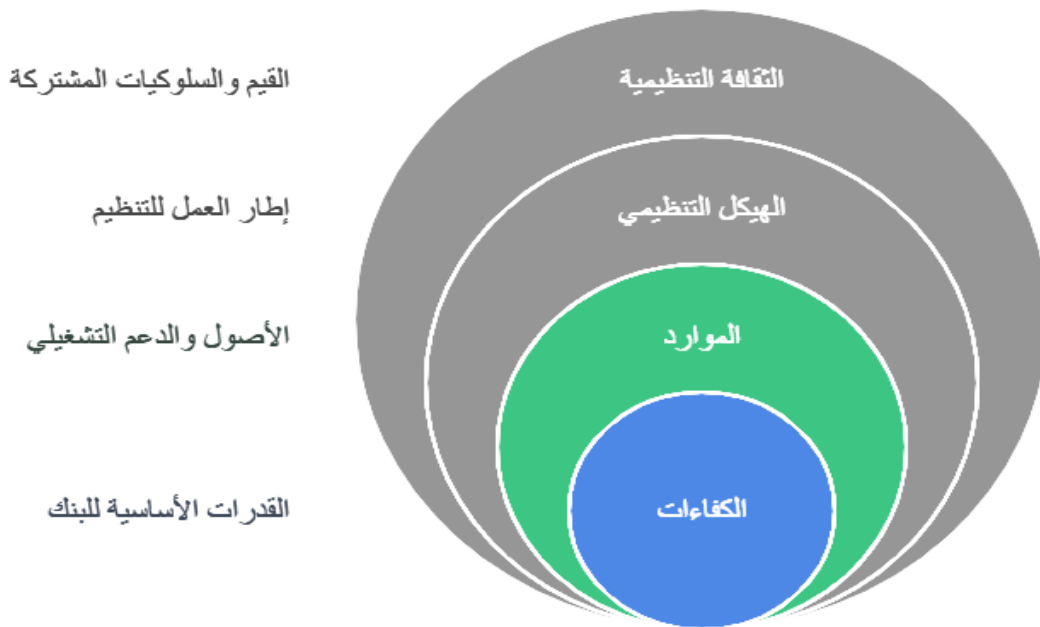 الثقافة التنظيمية
القيم والسلوكيات المشتركة
الهيكل التنظيمي
إطار العمل للتنظيم
الموارد
الأصول والدعم التشغيلي
الكفاءات
القدرات الأساسية للبنك